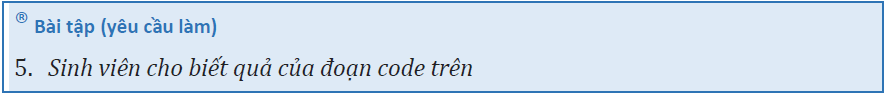 ® Bài tập (yêu cầu làm)
5. Sinh viên cho biết quả của đoạn code trên